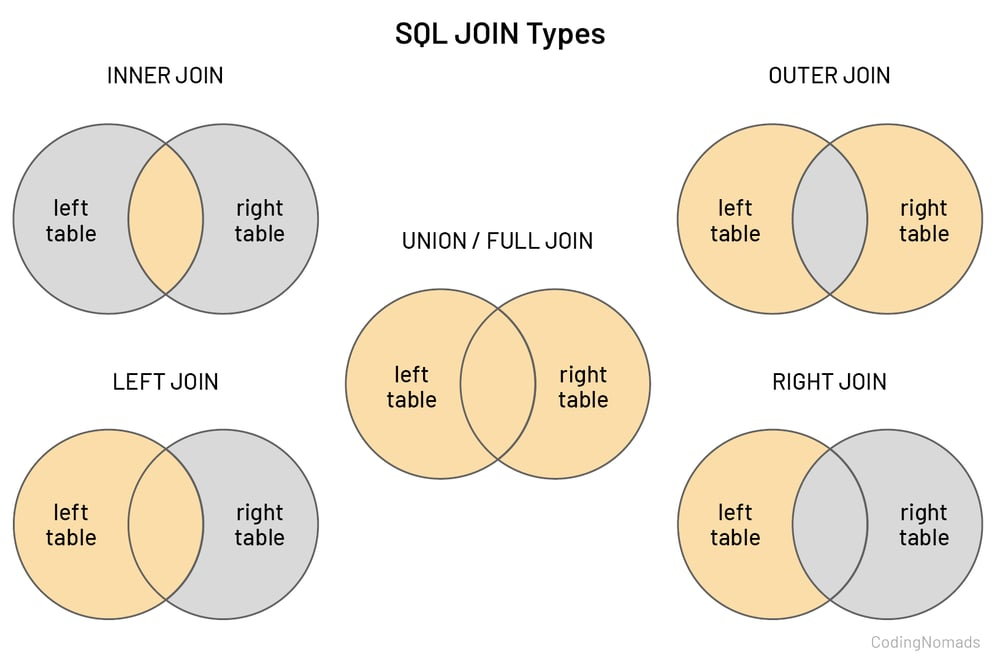 SQL JOIN Types
INNER JOIN
OUTER JOIN
left
table
right
table
left
table
right
table
UNION / FULL JOIN
left
table
right
table
LEFT JOIN
RIGHT JOIN
left
table
right
table
left
table
right
table
CodingNomads